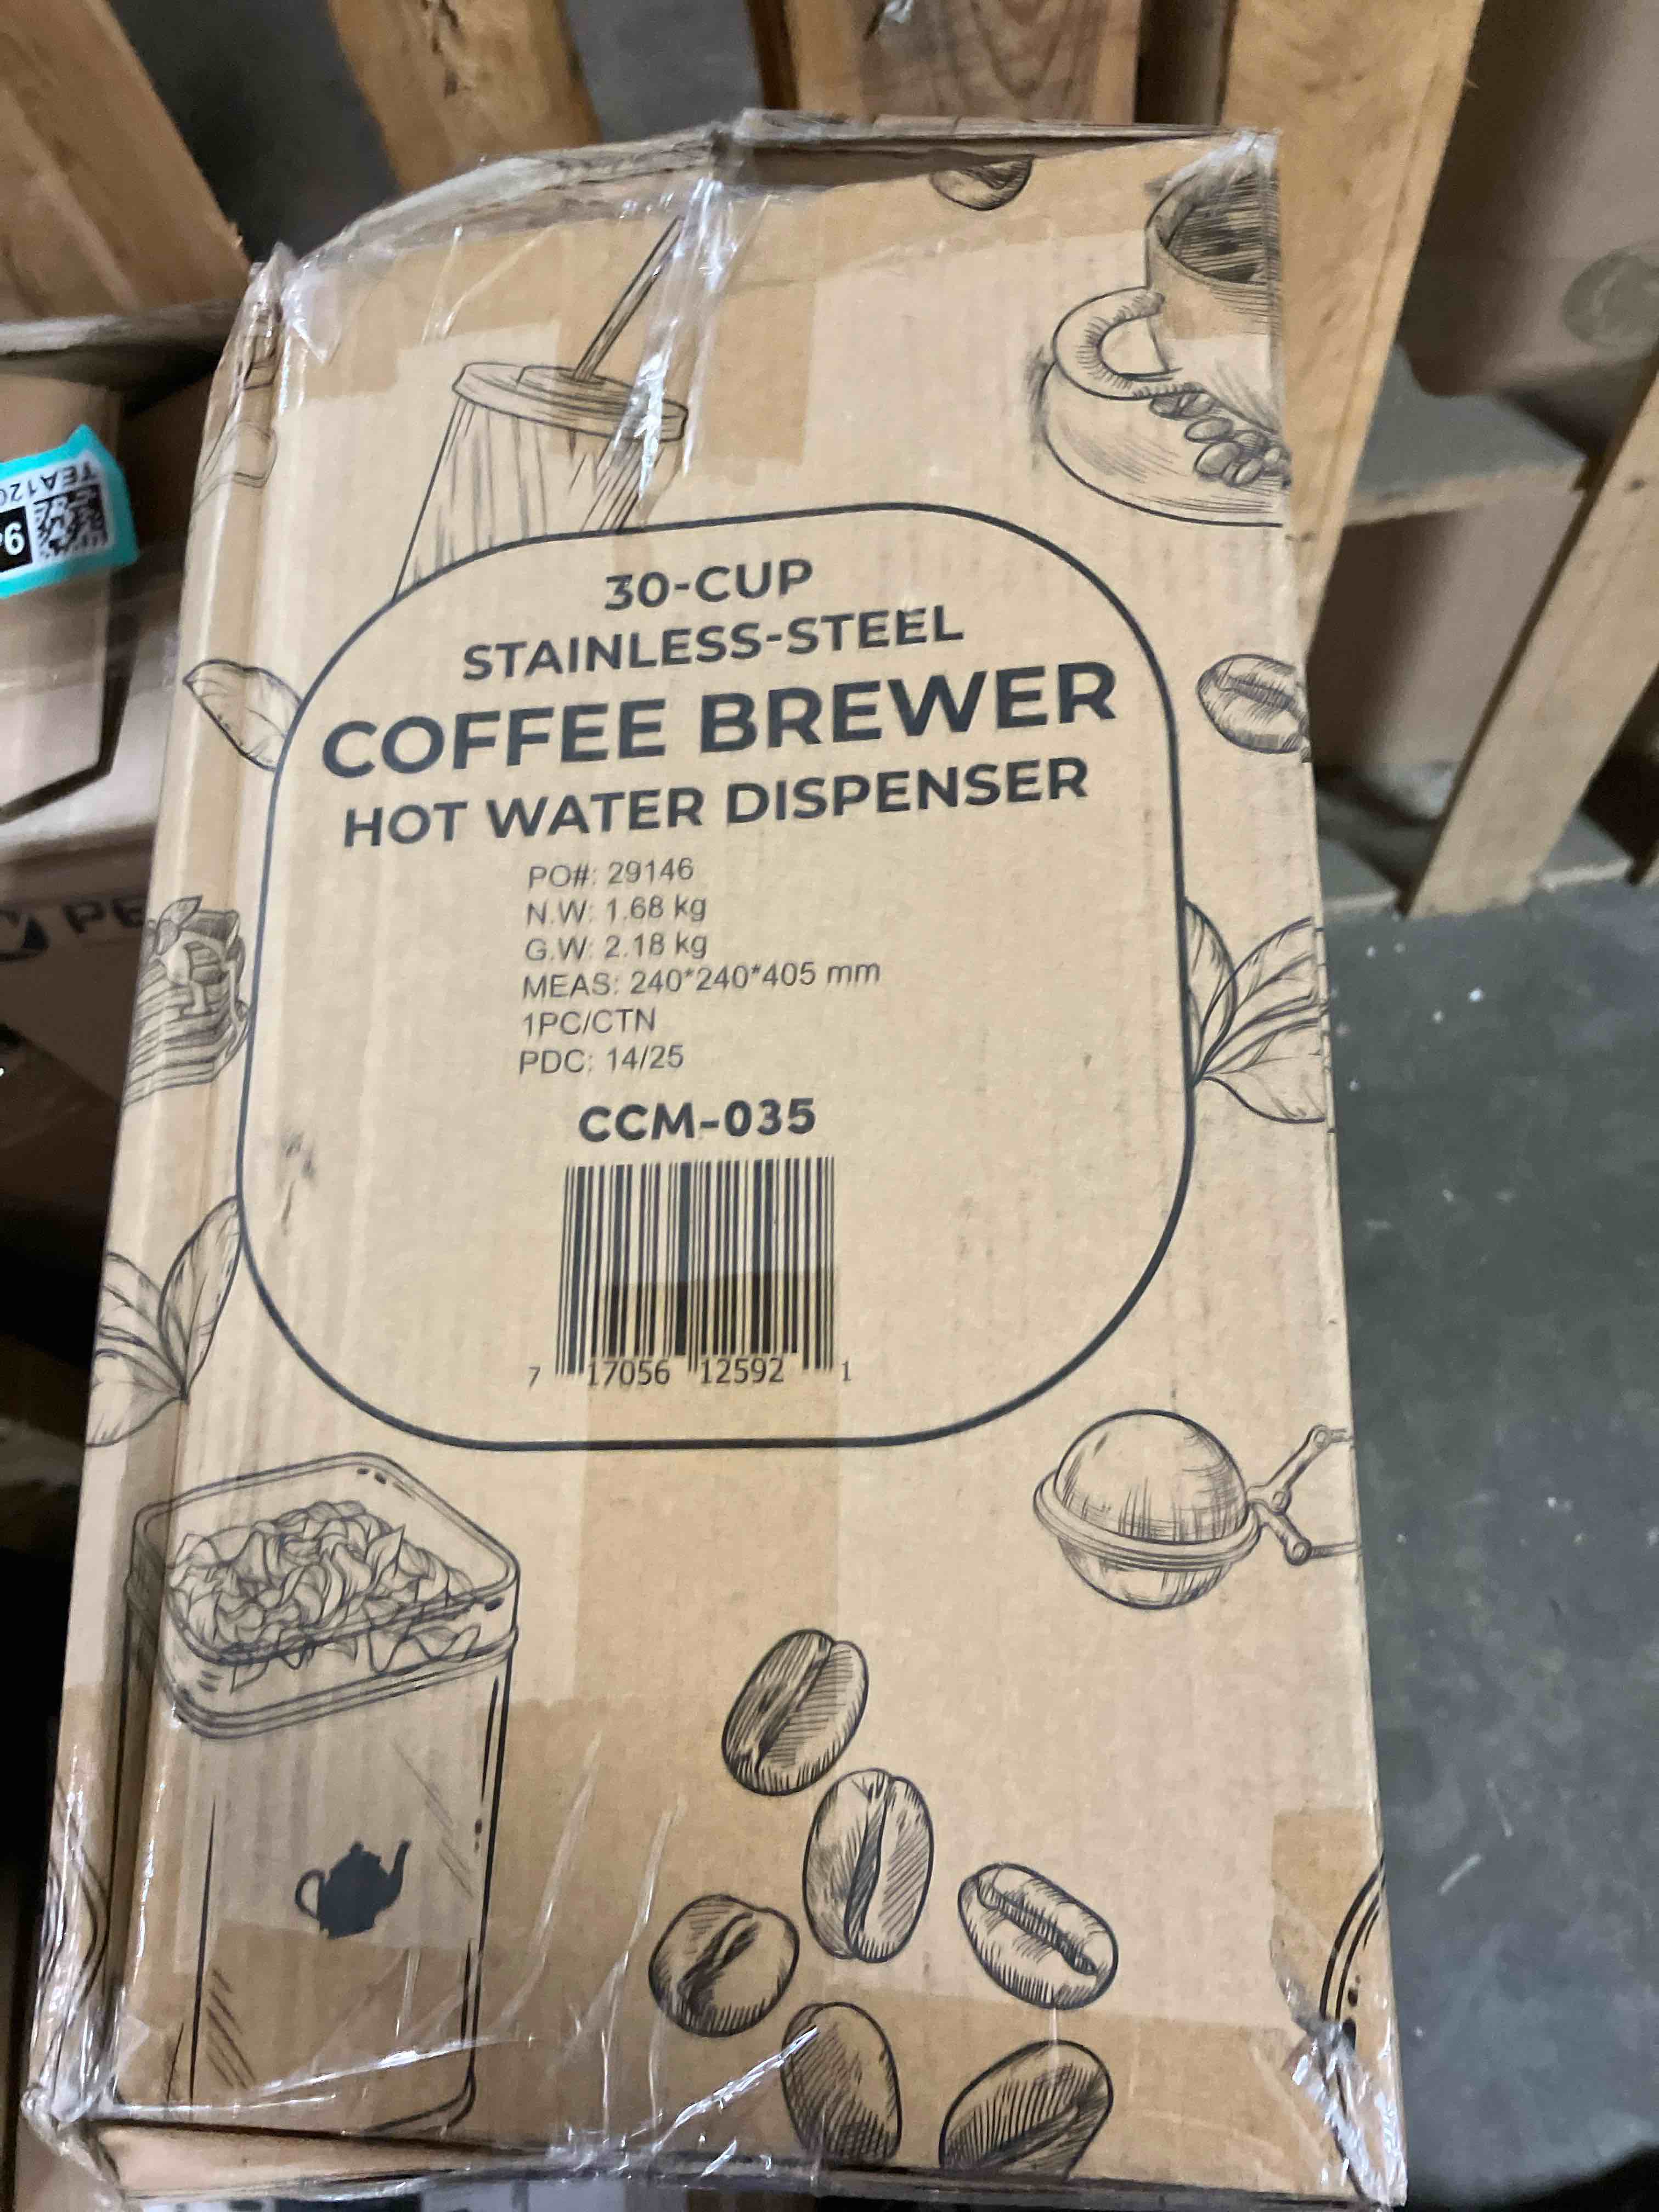 30-CUP
STAINLESS-STEEL
COFFEE BREWER
HOT WATER DISPENSER
PO#: 29146
N.W: 1.68 kg
G.W: 2.18 kg
MEAS: 240*240*405 mm
1PC/CTN
PDC: 14/25
CCM-035
7 17056 12592 1